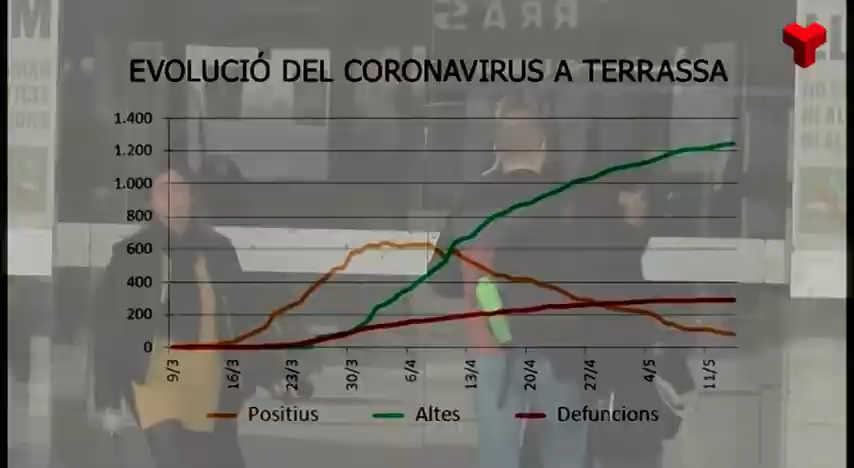 EVOLUCIÓ DEL CORONAVIRUS A TERRASSA
1.400
1.200
1.000
800
600
400
200
0
9/3 16/3 23/3 30/3 6/4 13/4 20/4 27/4 4/5 11/5
Positius Altes Defuncions